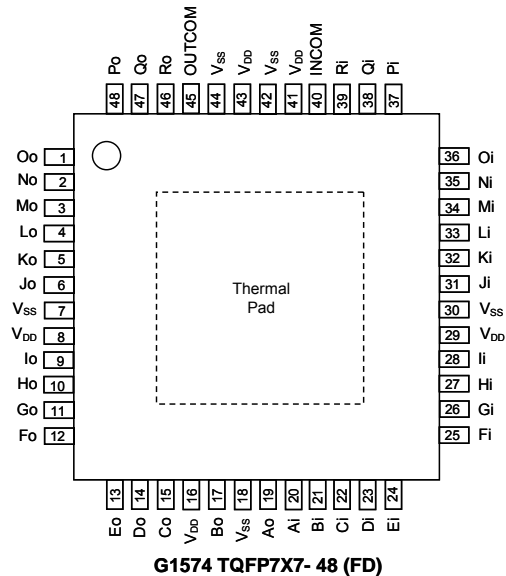 Po Qo Ro OUTCOM VSS VDD VSS VDD INCOM Ri Qi Pi
48 47 46 45 44 43 42 41 40 39 38 37
Oo 1
No 2
Mo 3
Lo 4
Ko 5
Jo 6
VSS 7
VDD 8
Io 9
Ho 10
Go 11
Fo 12
Thermal
Pad
36 Oi
35 Ni
34 Mi
33 Li
32 Ki
31 Ji
30 VSS
29 VDD
28 Ii
27 Hi
26 Gi
25 Fi
13 14 15 16 17 18 19 20 21 22 23 24
Eo Do Co VDD Bo VSS Ao Ai Bi Ci Di Ei
G1574 TQFP7X7- 48 (FD)